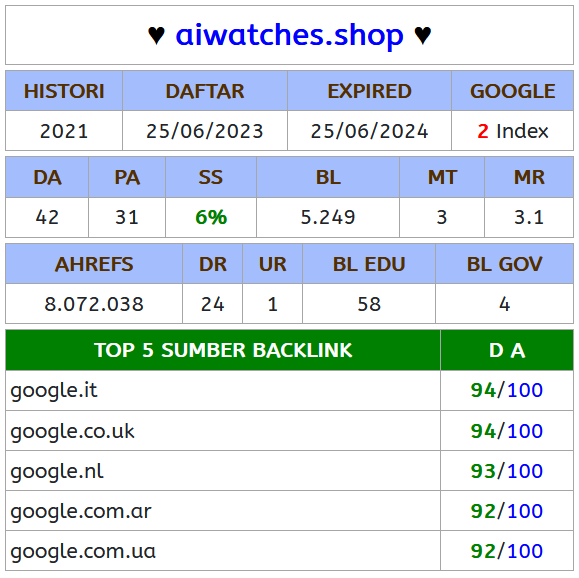 ♥ aiwatches.shop ♥
HISTORI DAFTAR EXPIRED GOOGLE
2021 25/06/2023 25/06/2024 2 Index
DA PA SS BL MT MR
42 31 6% 5.249 3 3.1
AHREFS DR UR BL EDU BL GOV
8.072.038 24 1 58 4
TOP 5 SUMBER BACKLINK D A
google.it 94/100
google.co.uk 94/100
google.nl 93/100
google.com.ar 92/100
google.com.ua 92/100